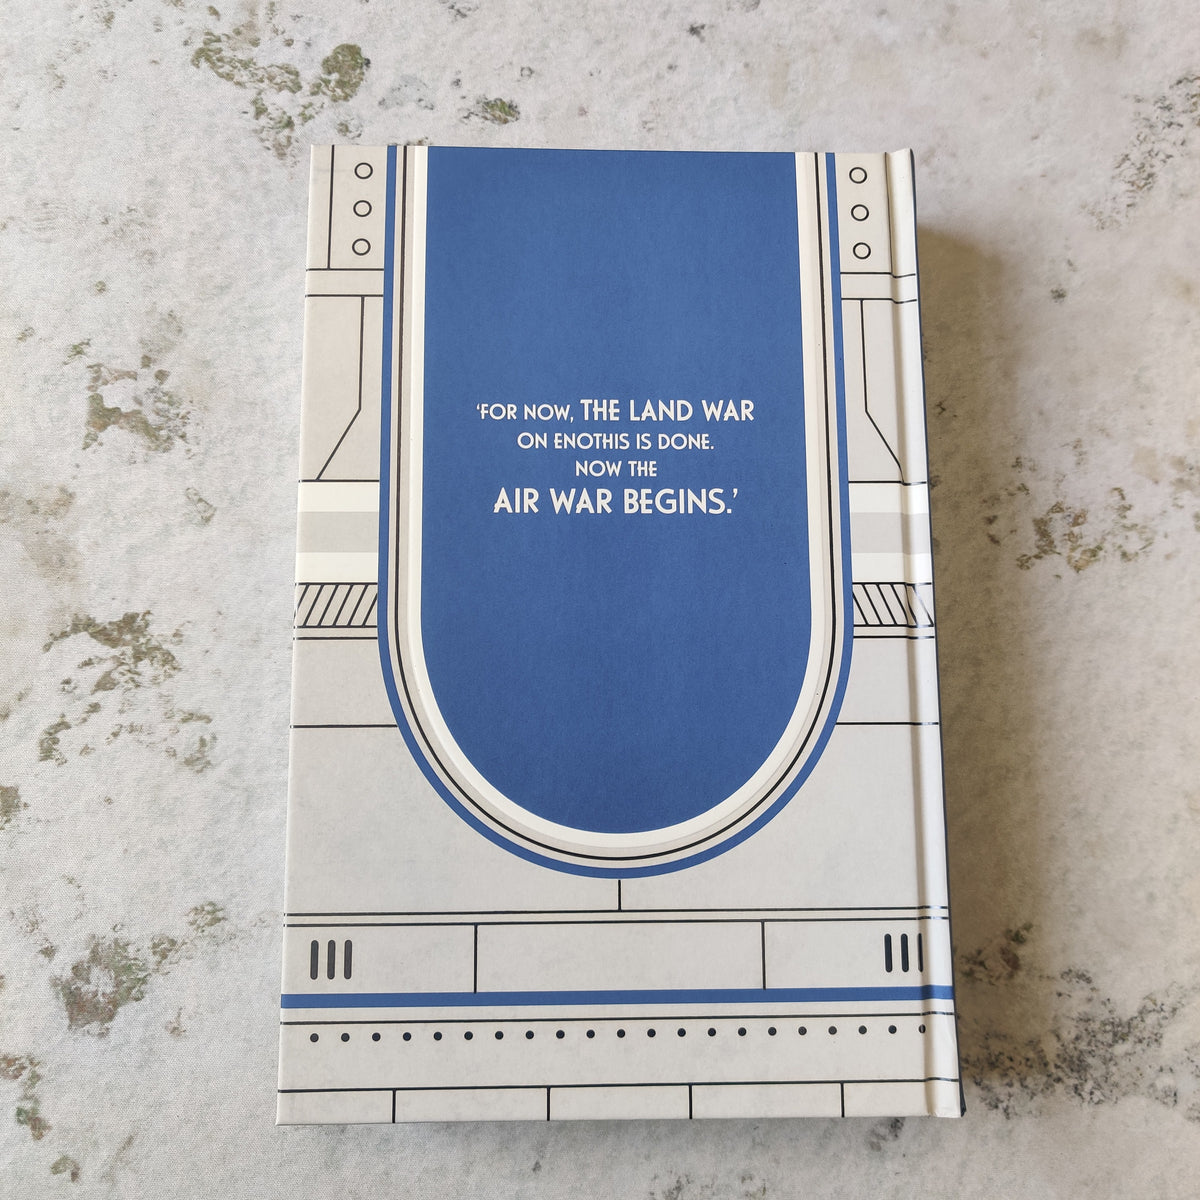 ‘FOR NOW, THE LAND WAR
ON ENOTHIS IS DONE.
NOW THE
AIR WAR BEGINS.’